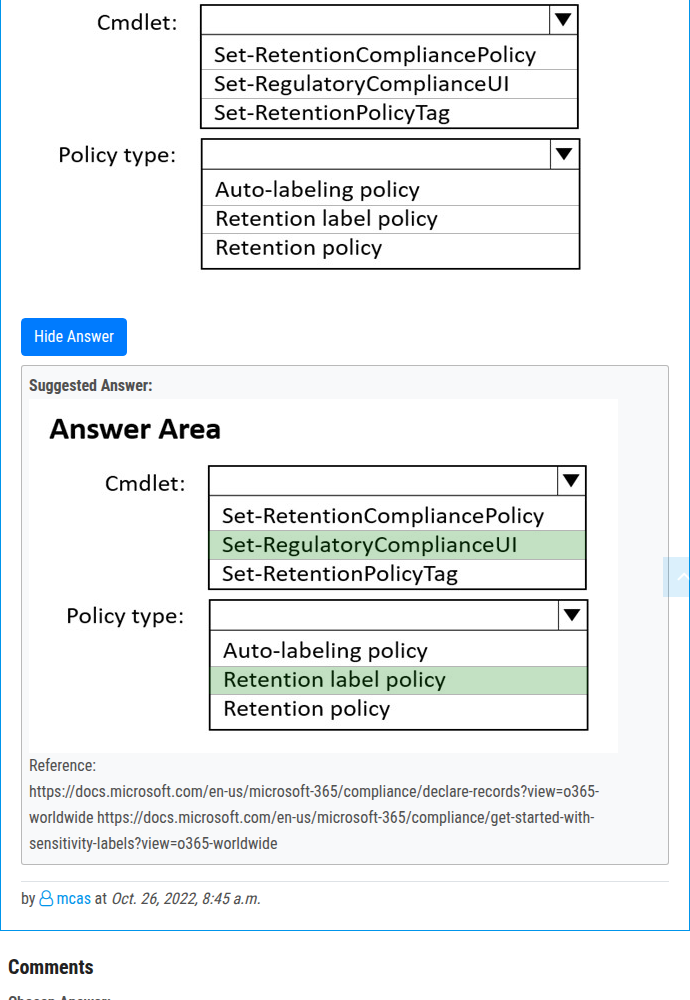 Cmdlet:
Set-RetentionCompliancePolicy
Set-RegulatoryComplianceUI
Set-RetentionPolicyTag
Policy type:
Auto-labeling policy
Retention label policy
Retention policy
Hide Answer
Suggested Answer:
Answer Area
Cmdlet:
Set-RetentionCompliancePolicy
Set-RegulatoryComplianceUI
Set-RetentionPolicyTag
Policy type:
Auto-labeling policy
Retention label policy
Retention policy
Reference:
https://docs.microsoft.com/en-us/microsoft-365/compliance/declare-records?view=o365-
worldwide https://docs.microsoft.com/en-us/microsoft-365/compliance/get-started-with-
sensitivity-labels?view=o365-worldwide
by mcas at Oct. 26, 2022, 8:45 a.m.
Comments